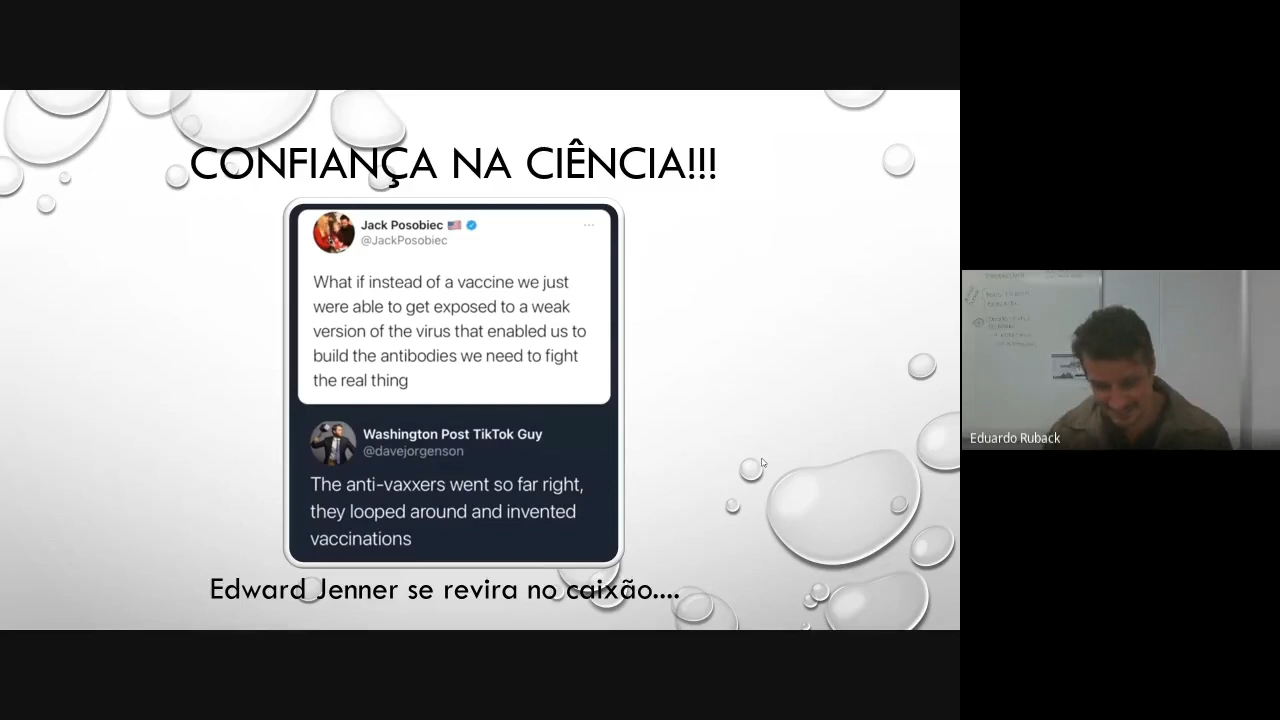 CONFIANÇA NA CIÊNCIA!!!
Jack Posobiec
@JackPosobiec
What if instead of a vaccine we just
were able to get exposed to a weak
version of the virus that enabled us to
build the antibodies we need to fight
the real thing
Washington Post TikTok Guy
@davejorgenson
The anti-vaxxers went so far right,
they looped around and invented
vaccinations
Edward Jenner se revira no caixão....
Eduardo Ruback